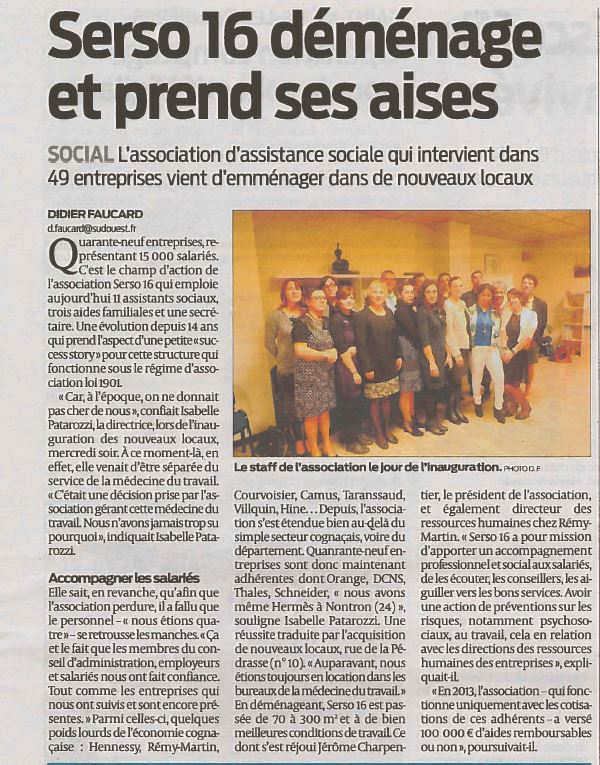 Serso 16 déménage
et prend ses aises
SOCIAL L'association d'assistance sociale qui intervient dans
49 entreprises vient d'emménager dans de nouveaux locaux
DIDIER FAUCARD
d.faucard@sudouest.fr
Quarante-neuf entreprises, re-
présentant 15 000 salariés.
C'est le champ d'action de
l'association Serso 16 qui emploie
aujourd'hui 11 assistants sociaux,
trois aides familiales et une secré-
taire. Une évolution depuis 14 ans
qui prend l'aspect d'une petite « suc-
cess story » pour cette structure qui
fonctionne sous le régime d'asso-
ciation loi 1901.
« Car, à l'époque, on ne donnait
pas cher de nous », confiait Isabelle
Patarozzi, la directrice, lors de l'inau-
guration des nouveaux locaux,
mercredi soir. À ce moment-là, en
effet, elle venait d'être séparée du
service de la médecine du travail.
« C'était une décision prise par l'as-
sociation gérant cette médecine du
travail. Nous n'avons jamais trop su
pourquoi », indiquait Isabelle Pata-
rozzi.
Accompagner les salariés
Elle sait, en revanche, qu'afin que
l'association perdure, il a fallu que
le personnel – « nous étions qua-
tre » – se retrousse les manches. « Ça
et le fait que les membres du con-
seil d'administration, employeurs
et salariés nous ont fait confiance.
Tout comme les entreprises qui
nous ont suivis et sont encore pré-
sentes. » Parmi celles-ci, quelques
poids lourds de l'économie cogna-
çaise : Hennessy, Rémy-Martin,
Le staff de l'association le jour de l'inauguration. PHOTO D. F
Courvoisier, Camus, Taranssaud,
Villquin, Hine… Depuis, l'associa-
tion s'est étendue bien au-delà du
simple secteur cognaçais, voire du
département. Quanrante-neuf en-
treprises sont donc maintenant
adhérentes dont Orange, DCNS,
Thales, Schneider, « nous avons
même Hermès à Nontron (24) »,
souligne Isabelle Patarozzi. Une
réussite traduite par l'acquisition
de nouveaux locaux, rue de la Pé-
drasse (n° 10). « Auparavant, nous
étions toujours en location dans les
bureaux de la médecine du travail. »
En déménageant, Serso 16 est pas-
sée de 70 à 300 m² et à de bien
meilleures conditions de travail. Ce
dont s'est réjoui Jérôme Charpen-
tier, le président de l'association,
et également directeur des
ressources humaines chez Rémy-
Martin. « Serso 16 a pour mission
d'apporter un accompagnement
professionnel et social aux salariés,
de les écouter, les conseillers, les ai-
guiller vers les bons services. Avoir
une action de préventions sur les
risques, notamment psychoso-
ciaux, au travail, cela en relation
avec les directions des ressources
humaines des entreprises », expli-
quait-il.
« En 2013, l'association – qui fonc-
tionne uniquement avec les cotisa-
tions de ces adhérents – a versé
100 000 € d'aides remboursables
ou non », poursuivait-il.